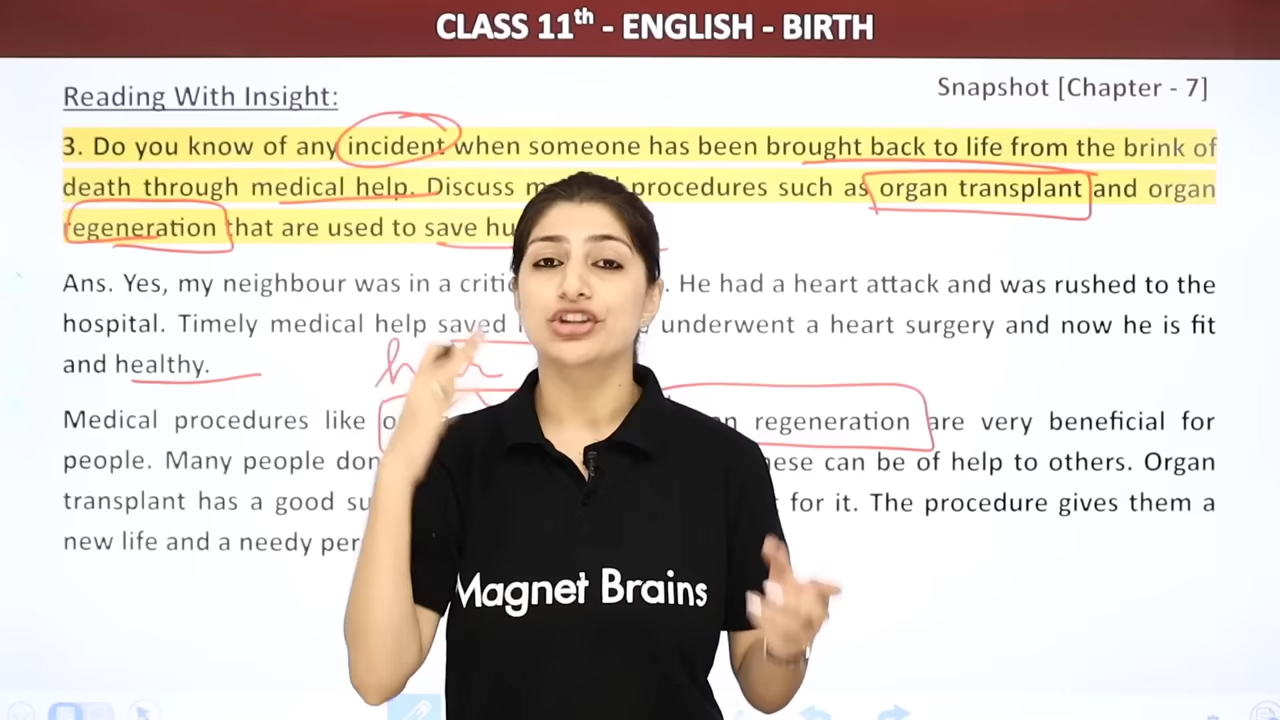 CLASS 11th - ENGLISH - BIRTH
Reading With Insight:
Snapshot [Chapter - 7]
3. Do you know of any incident when someone has been brought back to life from the brink of
death through medical help. Discuss procedures such as organ transplant and organ
regeneration that are used to save
Ans. Yes, my neighbour was in a He had a heart attack and was rushed to the
hospital. Timely medical help saved underwent a heart surgery and now he is fit
and healthy.
Medical procedures like regeneration are very beneficial for
people. Many people can be of help to others. Organ
transplant has a good for it. The procedure gives them a
new life and a needy
Magnet Brains